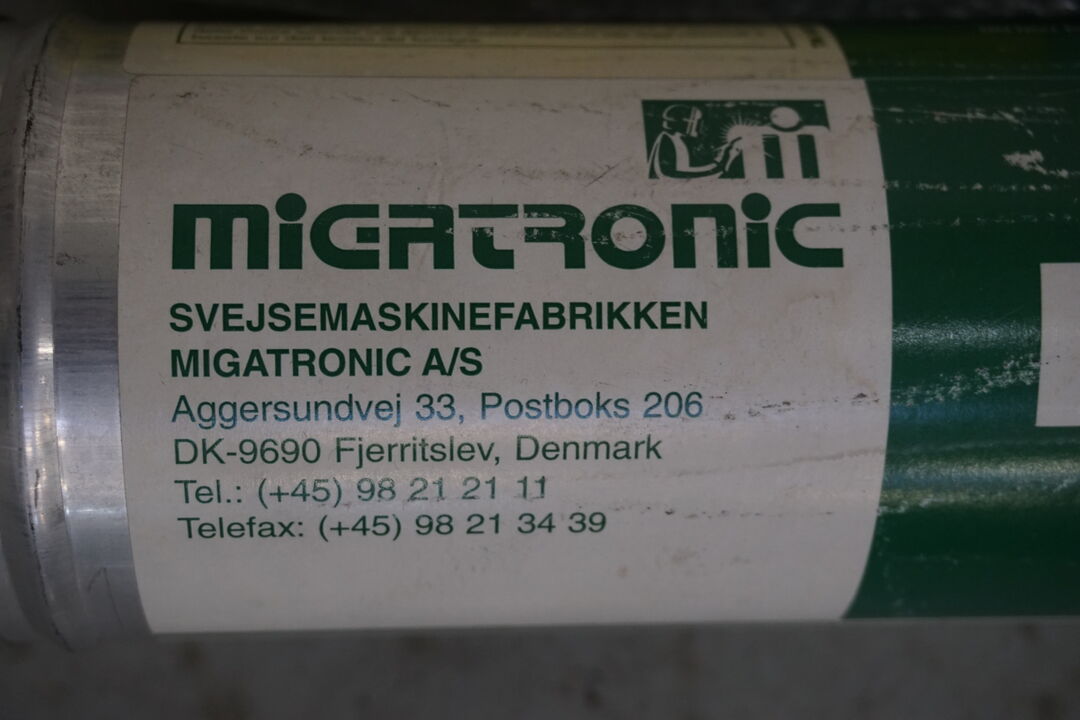 MIGATRONIC
SVEJSEMASKINEFABRIKKEN
MIGATRONIC A/S
Aggersundvej 33, Postboks 206
DK-9690 Fjerritslev, Denmark
Tel.: (+45) 98 21 21 11
Telefax: (+45) 98 21 34 39